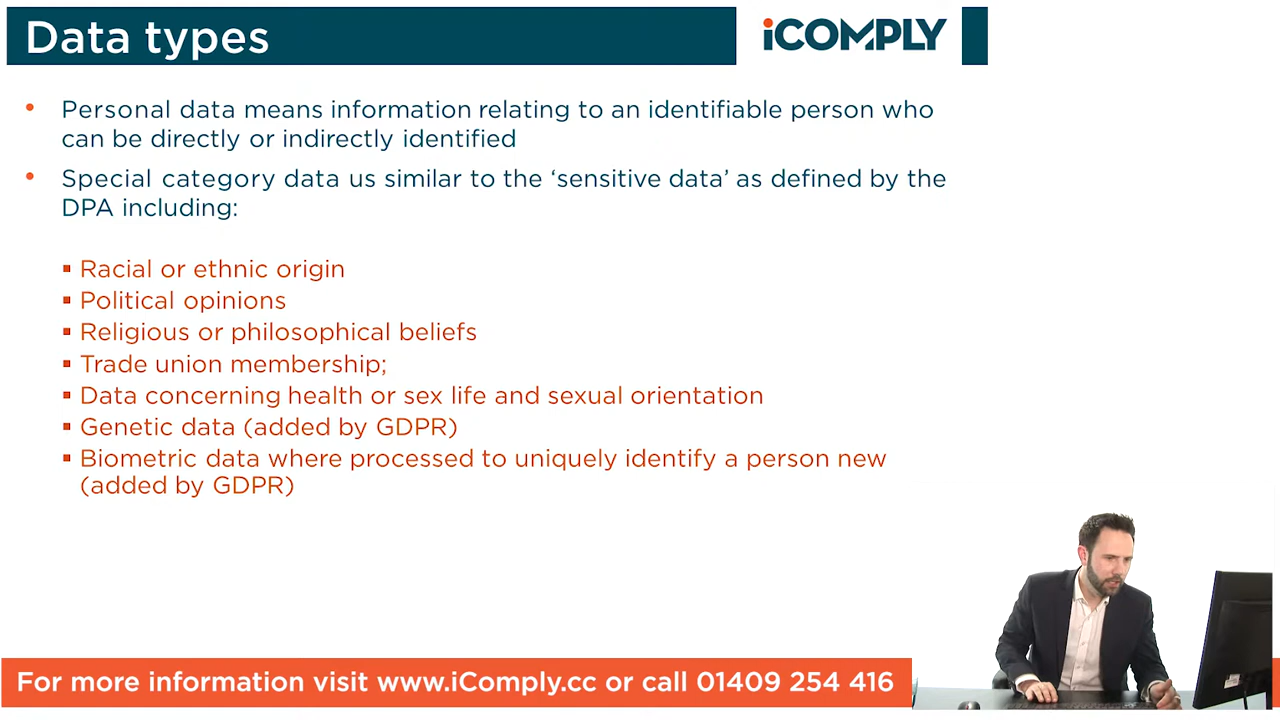 Data types
iCOMPLY
• Personal data means information relating to an identifiable person who
can be directly or indirectly identified
• Special category data us similar to the ‘sensitive data’ as defined by the
DPA including:
▪ Racial or ethnic origin
▪ Political opinions
▪ Religious or philosophical beliefs
▪ Trade union membership;
▪ Data concerning health or sex life and sexual orientation
▪ Genetic data (added by GDPR)
▪ Biometric data where processed to uniquely identify a person new
(added by GDPR)
For more information visit www.iComply.cc or call 01409 254 416